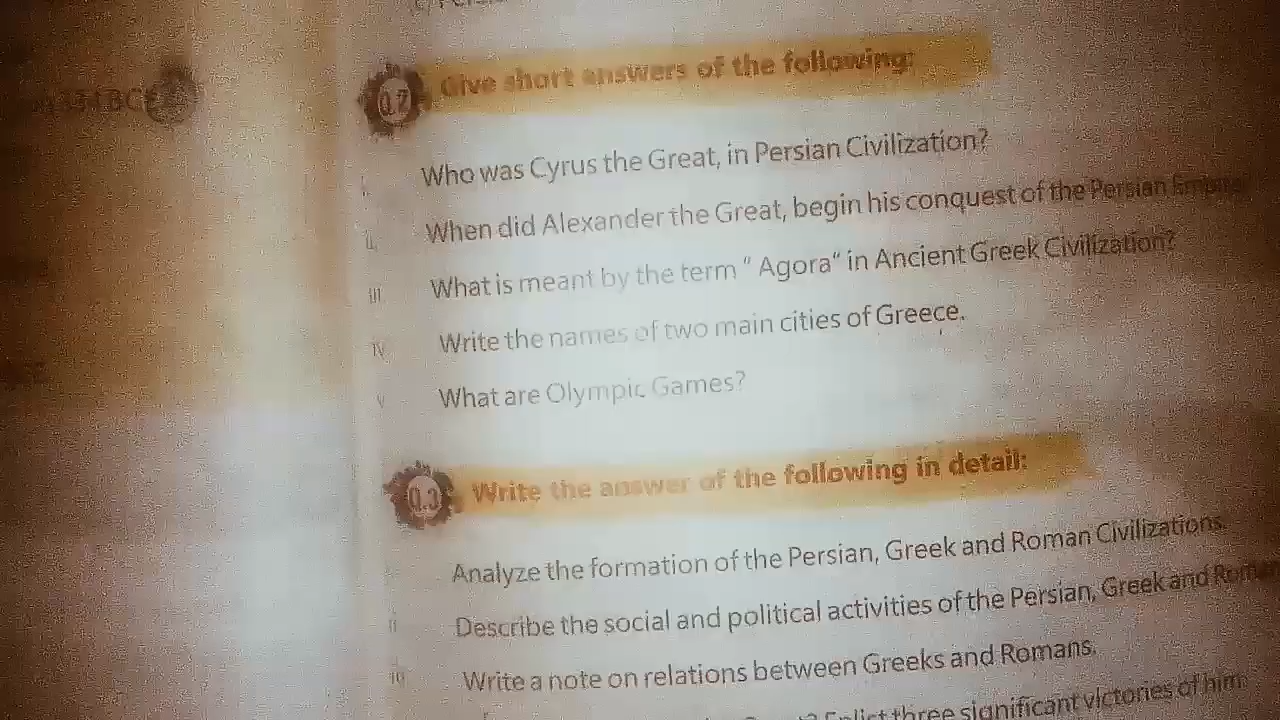 Q.2 Give short answers of the following:
i. Who was Cyrus the Great, in Persian Civilization?
ii. When did Alexander the Great, begin his conquest of the Persian
iii. What is meant by the term " Agora" in Ancient Greek Civilization?
iv Write the names of two main cities of Greece.
v What are Olympic Games?
Q.3 Write the answer of the following in detail:
Analyze the formation of the Persian, Greek and Roman Civilizations.
ii Describe the social and political activities of the Persian, Greek and
iii Write a note on relations between Greeks and Romans.
three significant victories of him.